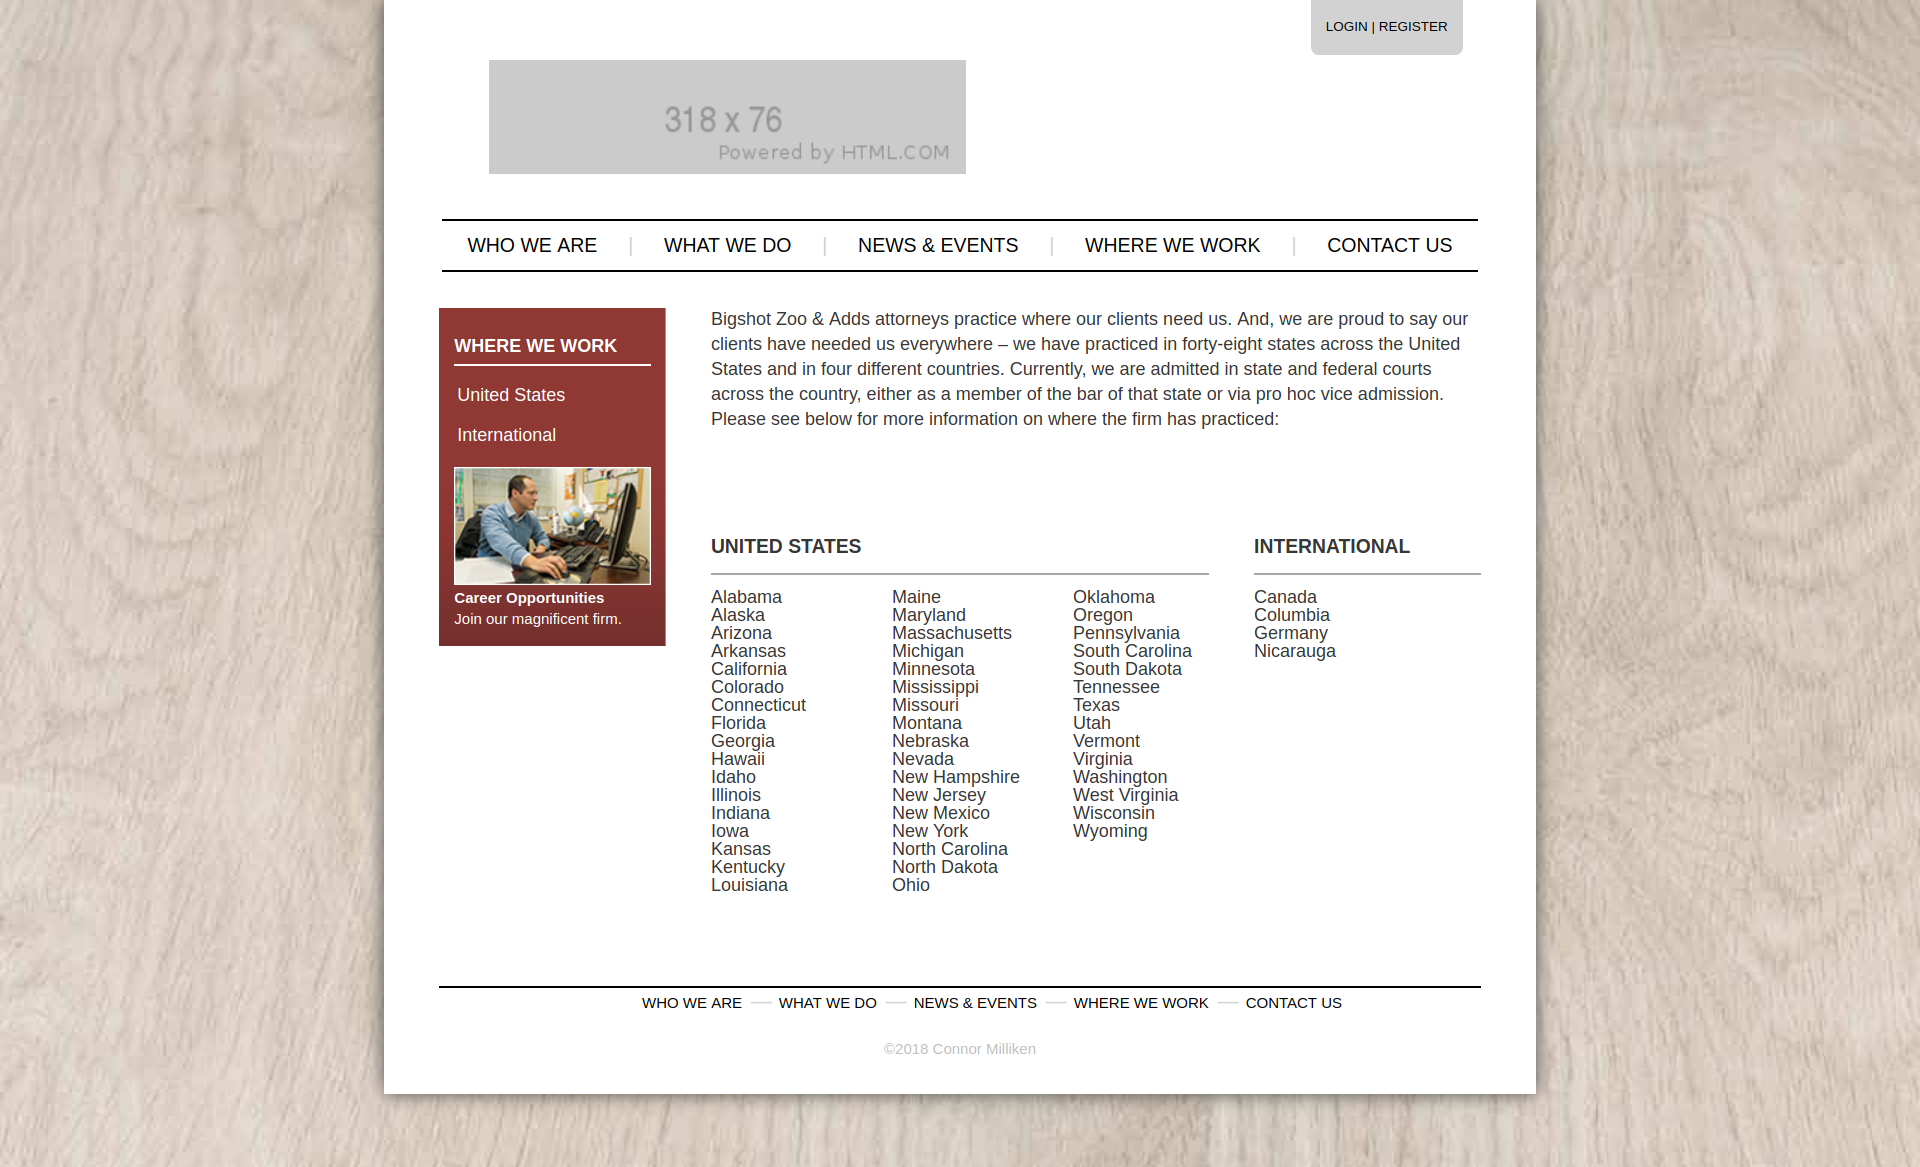 LOGIN | REGISTER
318 x 76
Powered by HTML.COM
WHO WE ARE | WHAT WE DO | NEWS & EVENTS | WHERE WE WORK | CONTACT US
WHERE WE WORK
United States
International
Career Opportunities
Join our magnificent firm.
Bigshot Zoo & Adds attorneys practice where our clients need us. And, we are proud to say our
clients have needed us everywhere – we have practiced in forty-eight states across the United
States and in four different countries. Currently, we are admitted in state and federal courts
across the country, either as a member of the bar of that state or via pro hoc vice admission.
Please see below for more information on where the firm has practiced:
UNITED STATES
Alabama
Alaska
Arizona
Arkansas
California
Colorado
Connecticut
Florida
Georgia
Hawaii
Idaho
Illinois
Indiana
Iowa
Kansas
Kentucky
Louisiana
Maine
Maryland
Massachusetts
Michigan
Minnesota
Mississippi
Missouri
Montana
Nebraska
Nevada
New Hampshire
New Jersey
New Mexico
New York
North Carolina
North Dakota
Ohio
Oklahoma
Oregon
Pennsylvania
South Carolina
South Dakota
Tennessee
Texas
Utah
Vermont
Virginia
Washington
West Virginia
Wisconsin
Wyoming
INTERNATIONAL
Canada
Columbia
Germany
Nicarauga
WHO WE ARE — WHAT WE DO — NEWS & EVENTS — WHERE WE WORK — CONTACT US
©2018 Connor Milliken